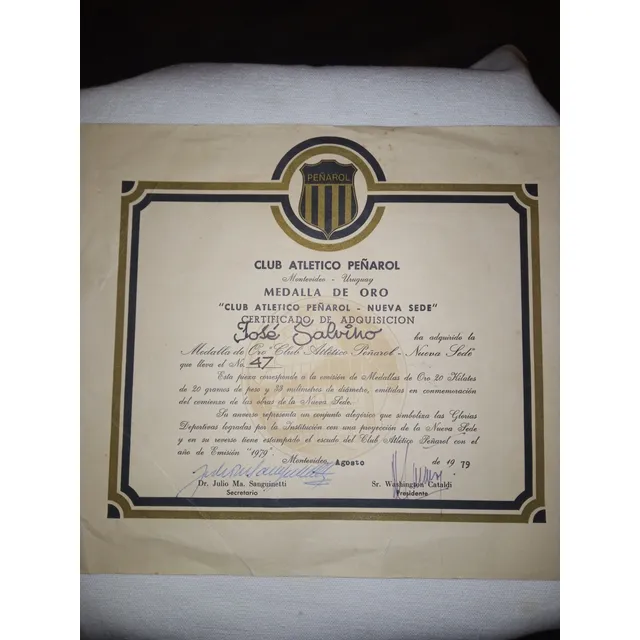 PEÑAROL
CLUB ATLETICO PEÑAROL
Montevideo - Uruguay
MEDALLA DE ORO
"CLUB ATLETICO PEÑAROL - NUEVA SEDE"
CERTIFICADO DE ADQUISICION
José Salvino ha adquirido la
Medalla de Oro "Club Atlético Peñarol - Nueva Sede"
que lleva el No. 47
Esta pieza corresponde a la emisión de Medallas de Oro 20 Kilates
de 20 gramos de peso y 33 milímetros de diámetro, emitidas en conmemoración
del comienzo de las obras de la Nueva Sede.
Su anverso representa un conjunto alegórico que simboliza las Glorias
Deportivas logradas por la Institución con una proyección de la Nueva Sede
y en su reverso tiene estampado el escudo del Club Atlético Peñarol con el
año de Emisión "1979"
Montevideo, Agosto de 1979
Dr. Julio Ma. Sanguinetti
Secretario
Sr. Washington Cataldi
Presidente